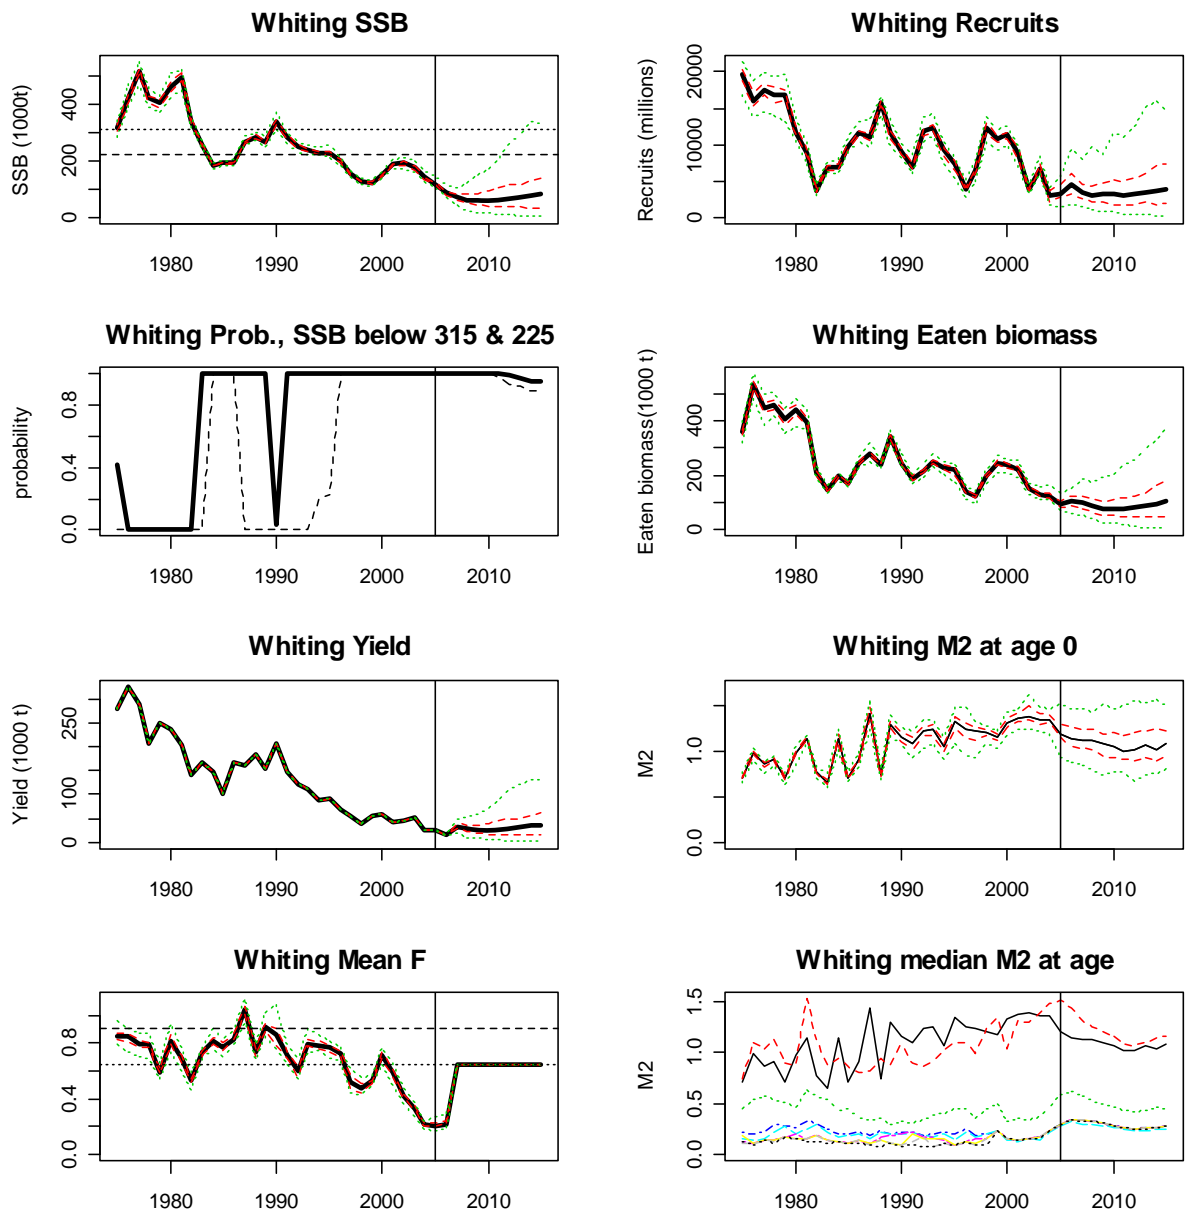 Whiting SSB
SSB (1000t)
400
200
0
1980 1990 2000 2010
Whiting Recruits
Recruits (millions)
20000
10000
0
1980 1990 2000 2010
Whiting Prob., SSB below 315 & 225
probability
0.8
0.4
0.0
1980 1990 2000 2010
Whiting Eaten biomass
Eaten biomass(1000 t)
400
200
0
1980 1990 2000 2010
Whiting Yield
Yield (1000 t)
250
100
0
1980 1990 2000 2010
Whiting M2 at age 0
M2
1.0
0.0
1980 1990 2000 2010
Whiting Mean F
0.8
0.4
0.0
1980 1990 2000 2010
Whiting median M2 at age
M2
1.5
1.0
0.5
0.0
1980 1990 2000 2010